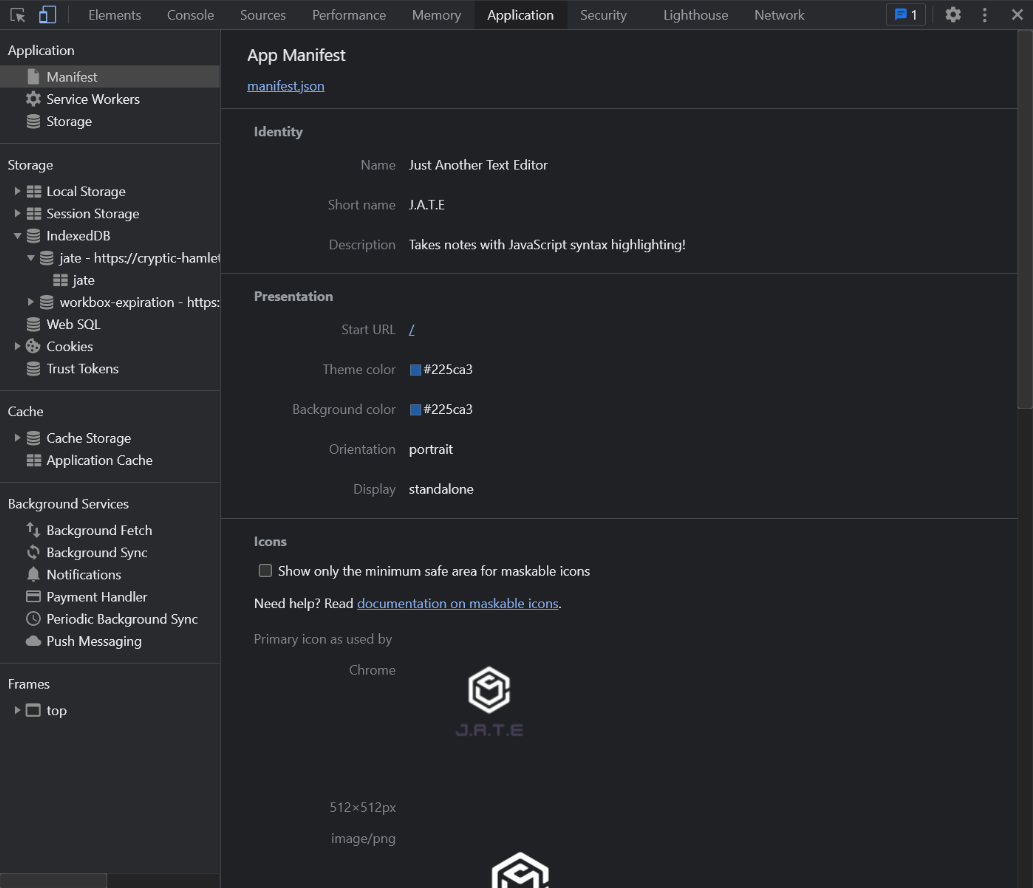 Elements Console Sources Performance Memory Application Security Lighthouse Network 1
Application
Manifest
Service Workers
Storage
Storage
Local Storage
Session Storage
IndexedDB
jate - https://cryptic-hamlet
jate
workbox-expiration - https:
Web SQL
Cookies
Trust Tokens
Cache
Cache Storage
Application Cache
Background Services
Background Fetch
Background Sync
Notifications
Payment Handler
Periodic Background Sync
Push Messaging
Frames
top
App Manifest
manifest.json
Identity
Name Just Another Text Editor
Short name J.A.T.E
Description Takes notes with JavaScript syntax highlighting!
Presentation
Start URL /
Theme color #225ca3
Background color #225ca3
Orientation portrait
Display standalone
Icons
Show only the minimum safe area for maskable icons
Need help? Read documentation on maskable icons.
Primary icon as used by
Chrome
J.A.T.E
512×512px
image/png